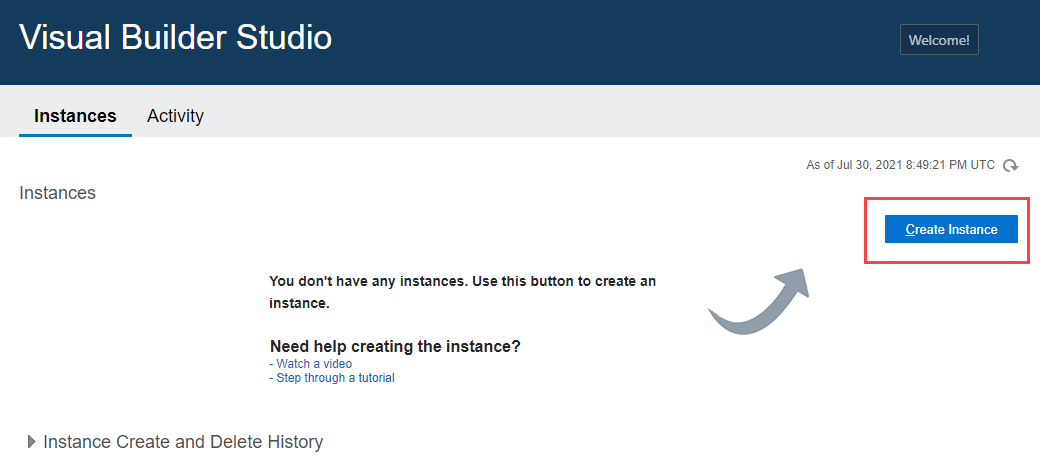 Visual Builder Studio
Welcome!
Instances
Activity
As of Jul 30, 2021 8:49:21 PM UTC
Instances
Create Instance
You don't have any instances. Use this button to create an
instance.
Need help creating the instance?
- Watch a video
- Step through a tutorial
Instance Create and Delete History